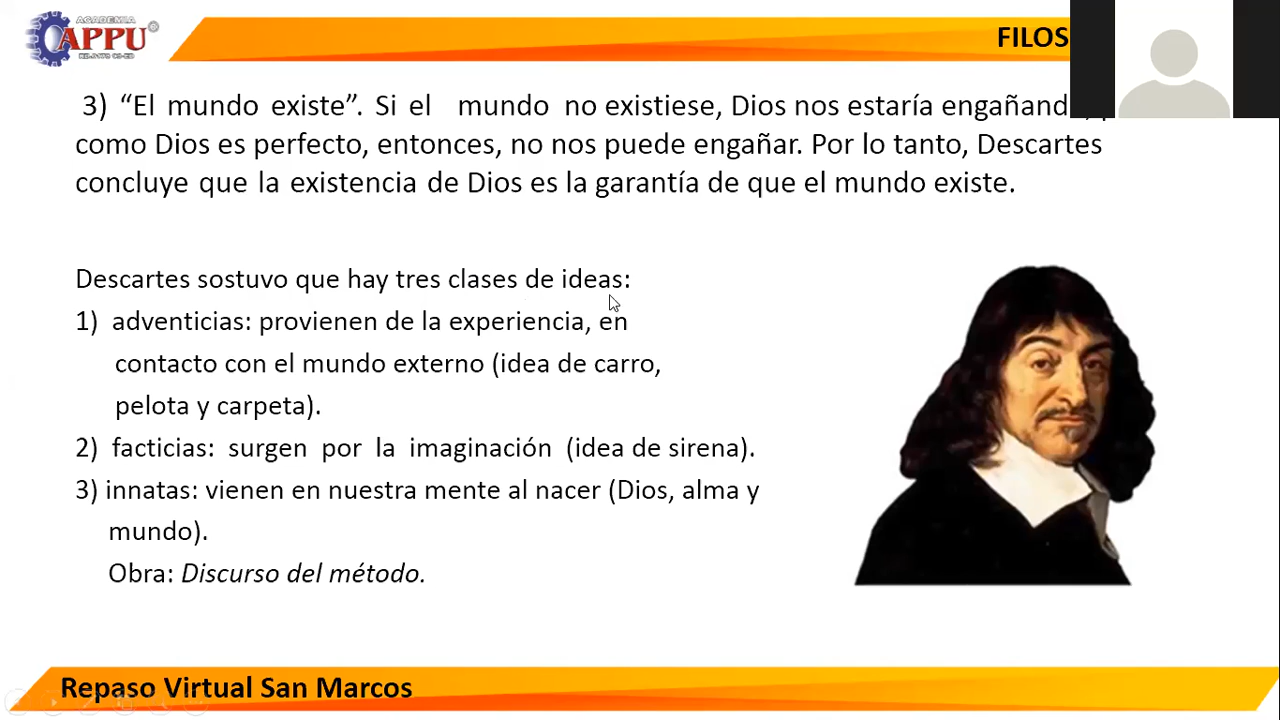 ACADEMIA
APPU
FILOS
3) “El mundo existe”. Si el mundo no existiese, Dios nos estaría engañand
como Dios es perfecto, entonces, no nos puede engañar. Por lo tanto, Descartes
concluye que la existencia de Dios es la garantía de que el mundo existe.
Descartes sostuvo que hay tres clases de ideas:
1) adventicias: provienen de la experiencia, en
contacto con el mundo externo (idea de carro,
pelota y carpeta).
2) facticias: surgen por la imaginación (idea de sirena).
3) innatas: vienen en nuestra mente al nacer (Dios, alma y
mundo).
Obra: Discurso del método.
Repaso Virtual San Marcos